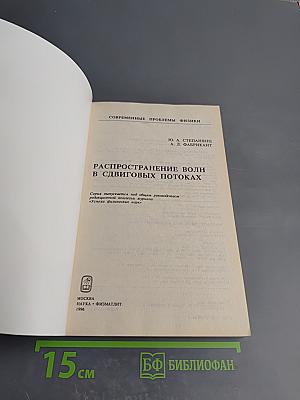 СОВРЕМЕННЫЕ ПРОБЛЕМЫ ФИЗИКИ
Ю. А. СТЕПАНЯНЦ
А. Л. ФАБРИКАНТ
РАСПРОСТРАНЕНИЕ ВОЛН
В СДВИГОВЫХ ПОТОКАХ
Серия выпускается под общим руководством
редакционной коллегии журнала
«Успехи физических наук»
МОСКВА
НАУКА • ФИЗМАТЛИТ
1996
15 см
БФ БИБЛИОФАН